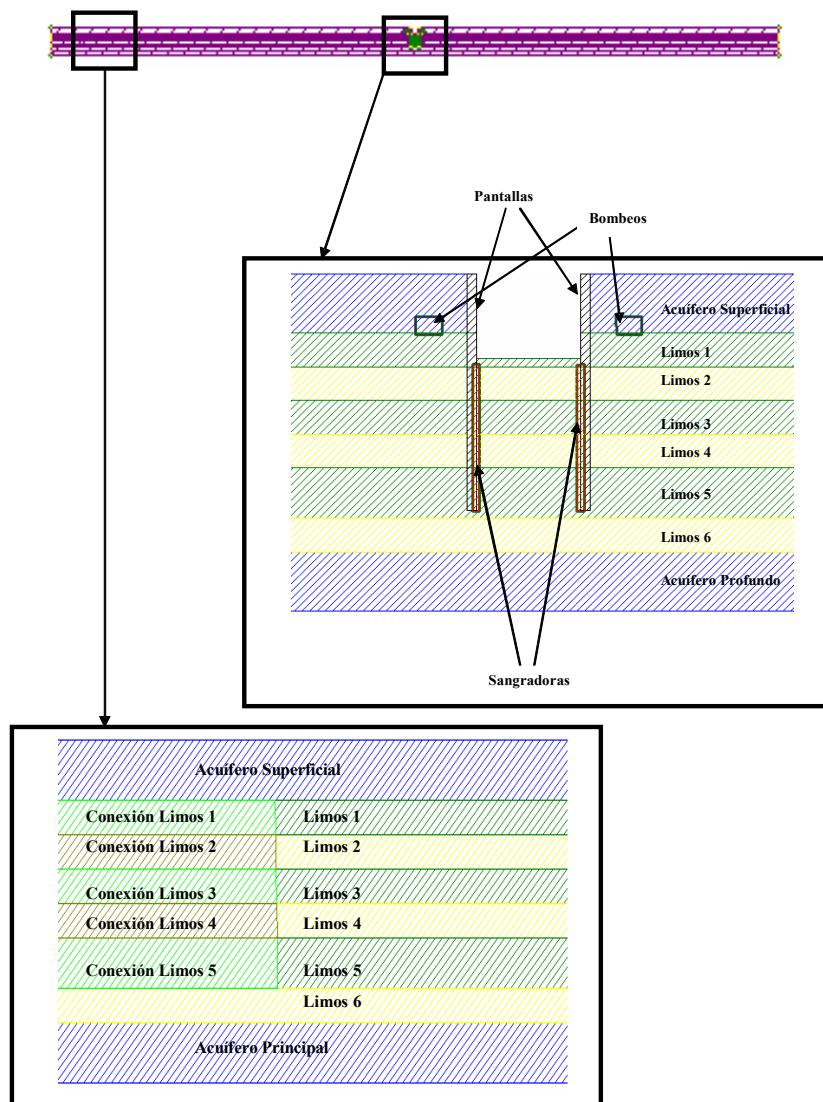 Pantallas
Bombeos
Acuífero Superficial
Limos 1
Limos 2
Limos 3
Limos 4
Limos 5
Limos 6
Acuífero Profundo
Sangradoras
Acuífero Superficial
Conexión Limos 1 Limos 1
Conexión Limos 2 Limos 2
Conexión Limos 3 Limos 3
Conexión Limos 4 Limos 4
Conexión Limos 5 Limos 5
Limos 6
Acuífero Principal